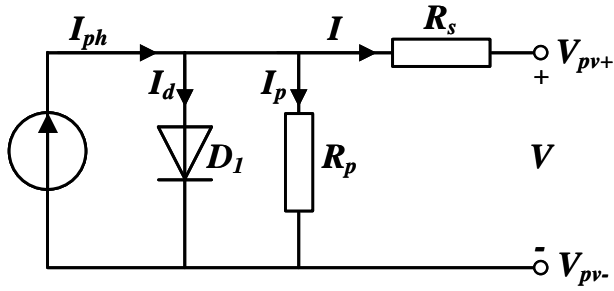 I_ph I R_s V_pv+
+
I_d I_p
D_1 R_p V
-
V_pv-